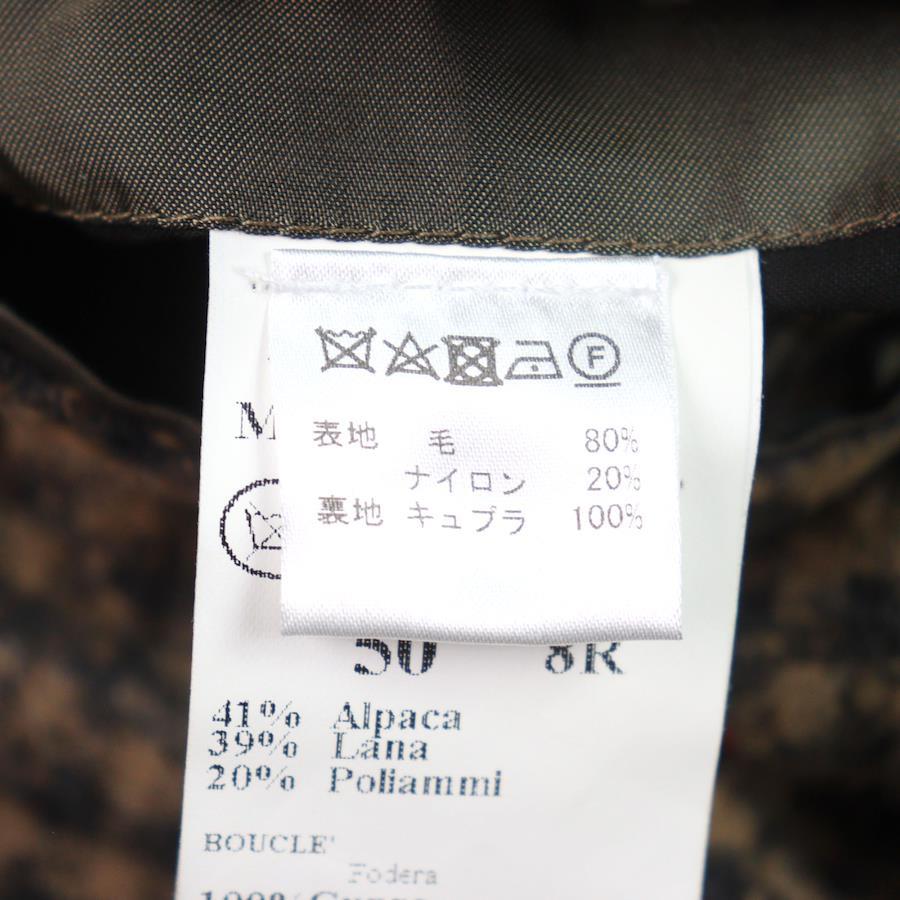 F
表地 毛 80%
ナイロン 20%
裏地 キュプラ 100%
M
50 8R
41% Alpaca
39% Lana
20% Poliammi
BOUCLE'
Fodera
100%